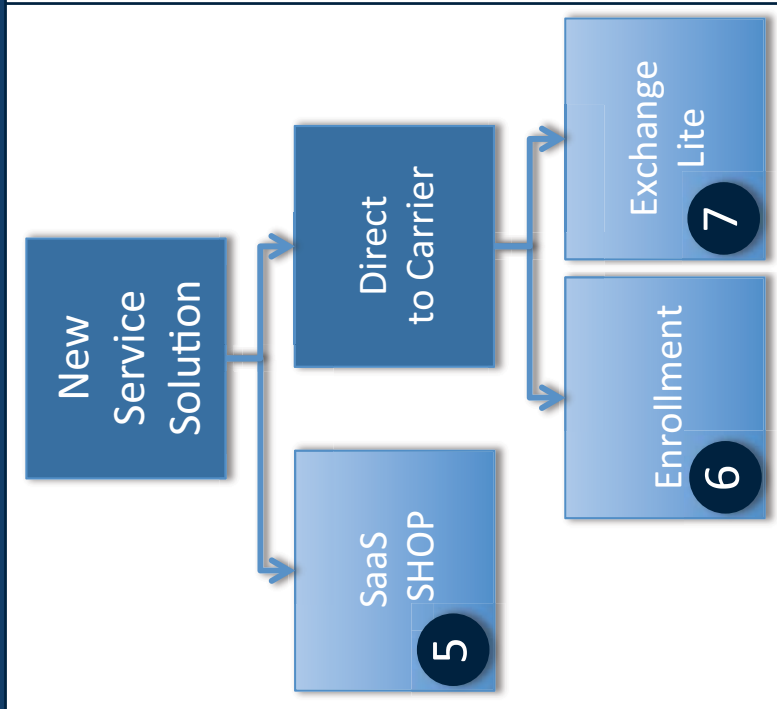 New
Service
Solution
SaaS
SHOP
5
Direct
to Carrier
Enrollment
6
Exchange
Lite
7